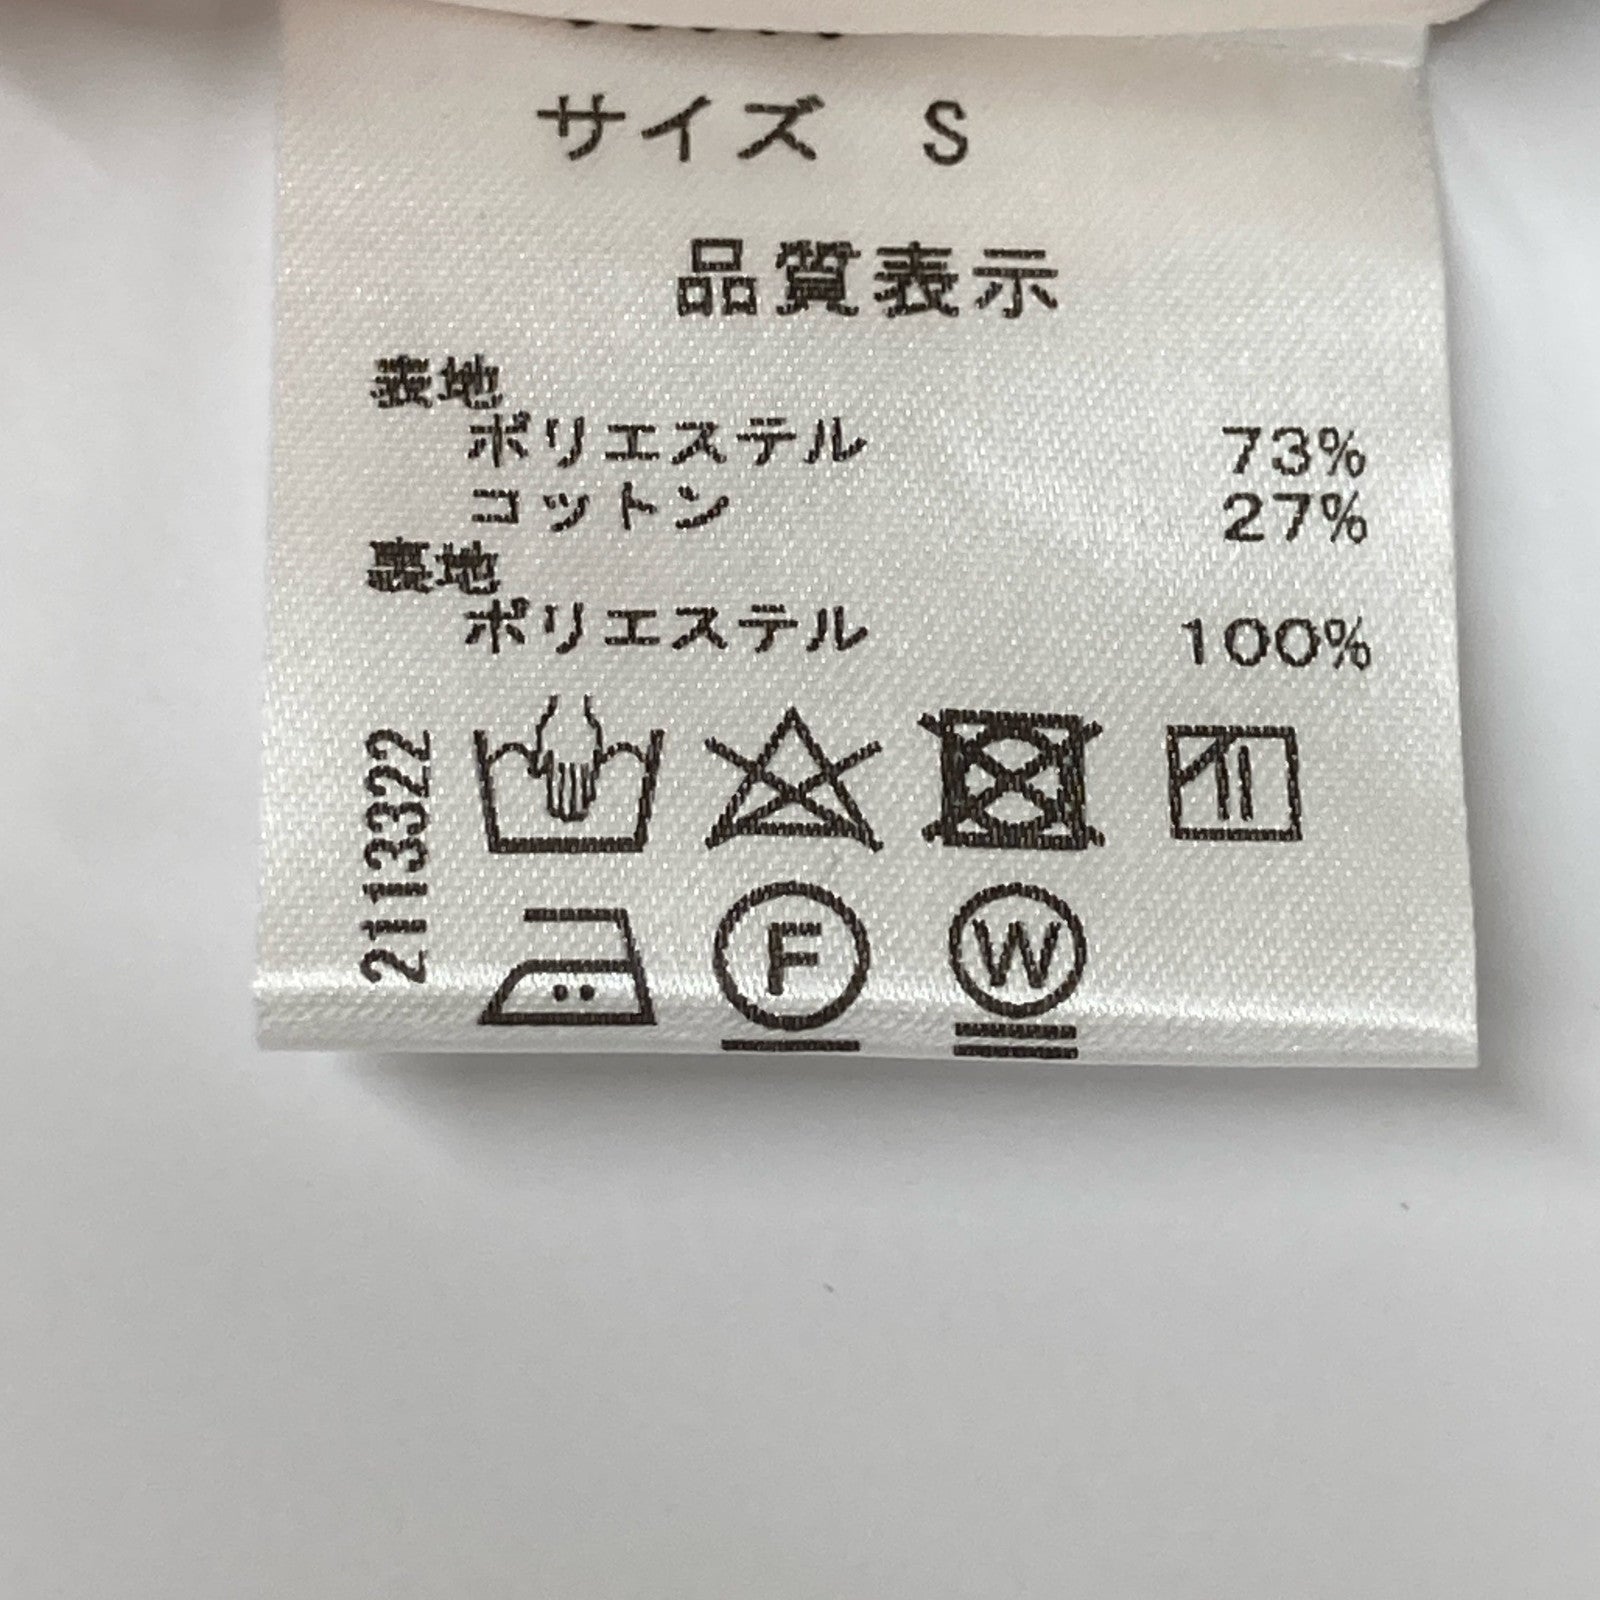 サイズ S
品質表示
表地
ポリエステル 73%
コットン 27%
裏地
ポリエステル 100%
2113322
F
W